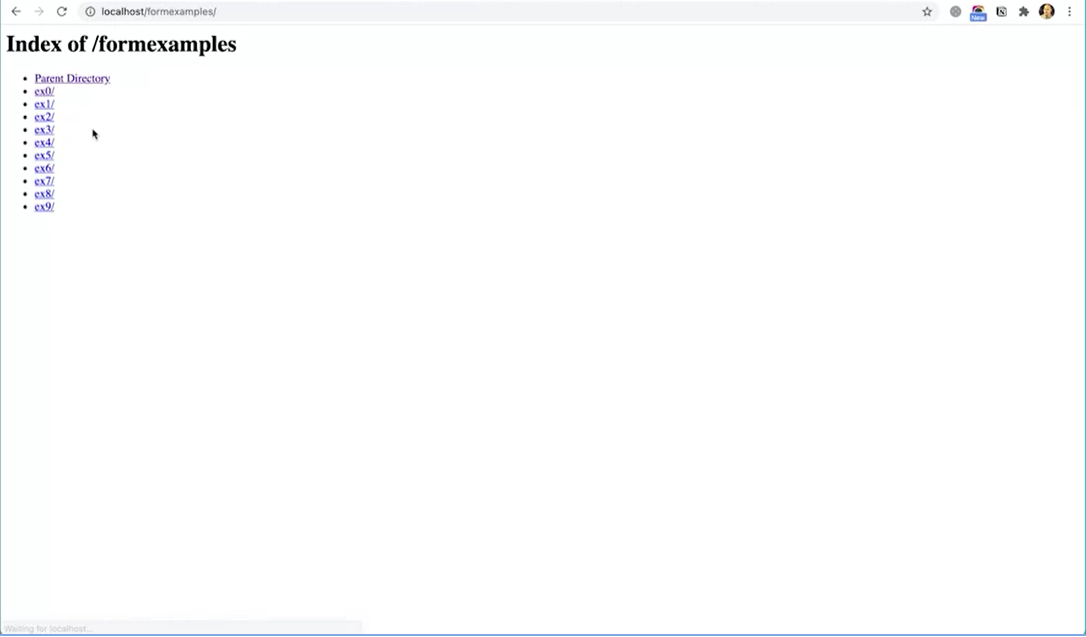 localhost/formexamples/
New
Index of /formexamples
Parent Directory
ex0/
ex1/
ex2/
ex3/
ex4/
ex5/
ex6/
ex7/
ex8/
ex9/
Waiting for localhost...